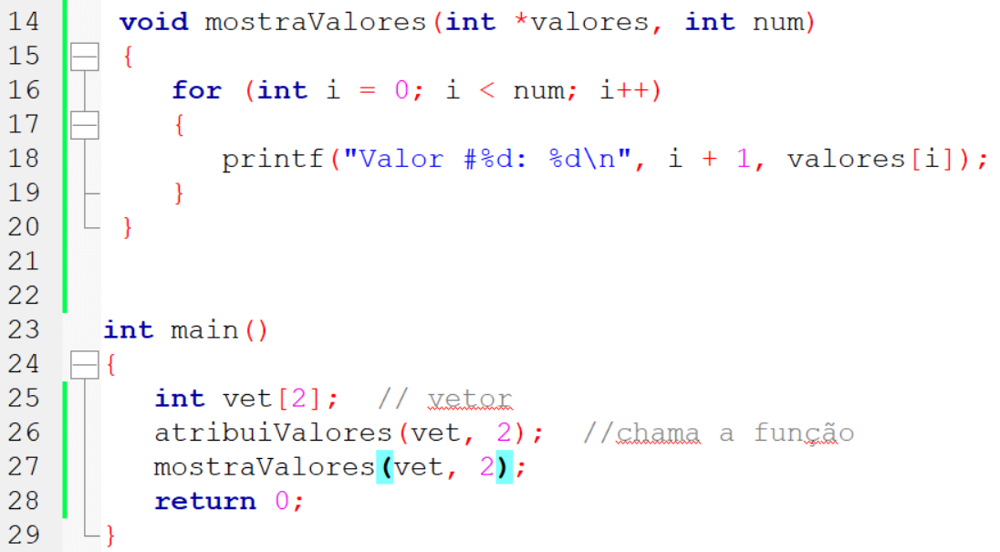 14 void mostraValores(int *valores, int num)
15 {
16 for (int i = 0; i < num; i++)
17 {
18 printf("Valor #%d: %d\n", i + 1, valores[i]);
19 }
20 }
21
22
23 int main()
24 {
25 int vet[2]; // vetor
26 atribuiValores(vet, 2); //chama a função
27 mostraValores(vet, 2);
28 return 0;
29 }